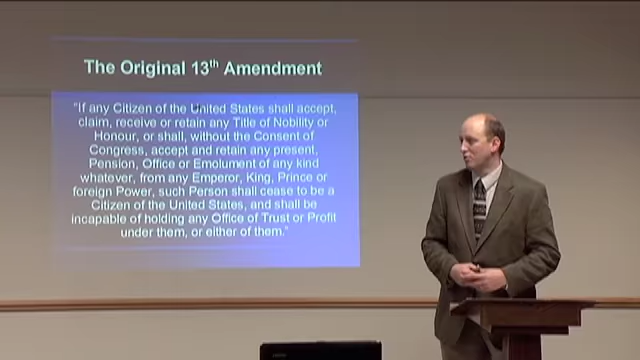 The Original 13th Amendment
"If any Citizen of the United States shall accept,
claim, receive or retain any Title of Nobility or
Honour, or shall, without the Consent of
Congress, accept and retain any present,
Pension, Office or Emolument of any kind
whatever, from any Emperor, King, Prince or
foreign Power, such Person shall cease to be a
Citizen of the United States, and shall be
incapable of holding any Office of Trust or Profit
under them, or either of them."